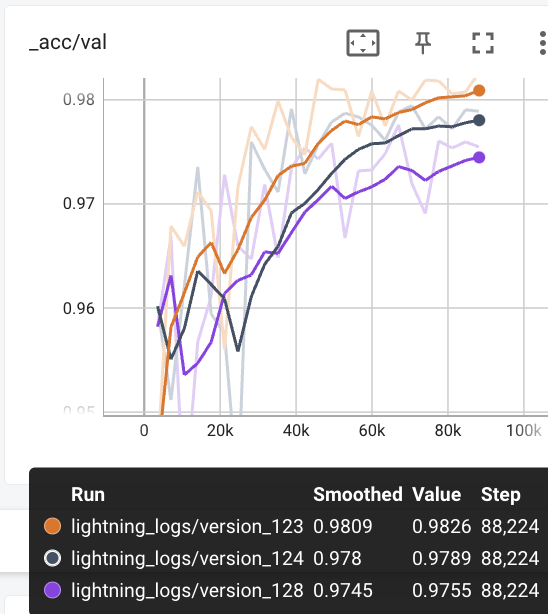 _acc/val
0.98
0.97
0.96
0.95
0 20k 40k 60k 80k 100k
Run Smoothed Value Step
lightning_logs/version_123 0.9809 0.9826 88,224
lightning_logs/version_124 0.978 0.9789 88,224
lightning_logs/version_128 0.9745 0.9755 88,224